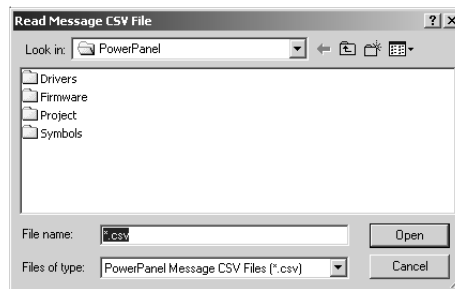 Read Message CSV File
Look in: PowerPanel
Drivers
Firmware
Project
Symbols
File name: *.csv Open
Files of type: PowerPanel Message CSV Files (*.csv) Cancel